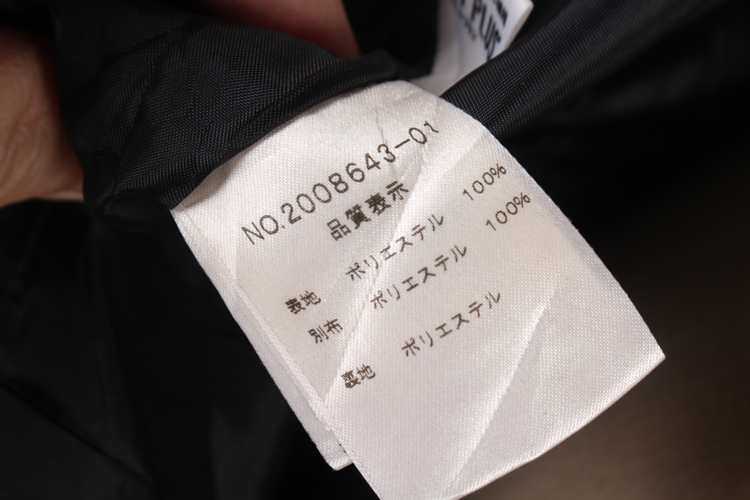 PLUS
NO.2008643-01
品質表示
表地 ポリエステル 100%
別布 ポリエステル 100%
裏地 ポリエステル